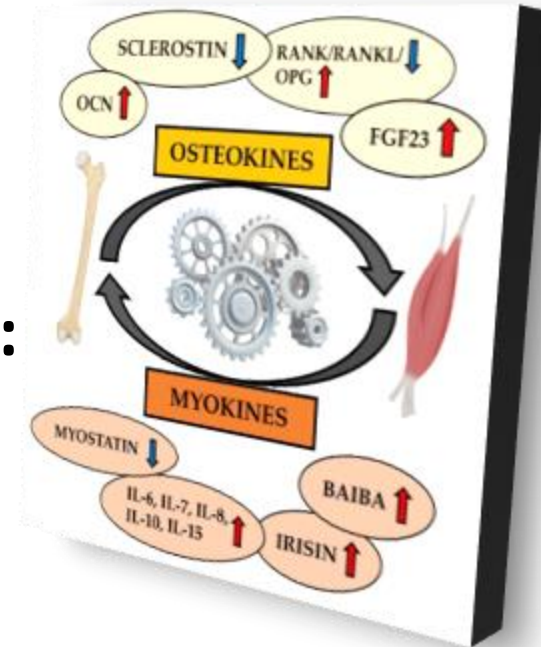 SCLEROSTIN
RANK/RANKL/
OPG
OCN
FGF23
OSTEOKINES
:
MYOKINES
MYOSTATIN
IL-6, IL-7, IL-8,
IL-10, IL-15
BAIBA
IRISIN